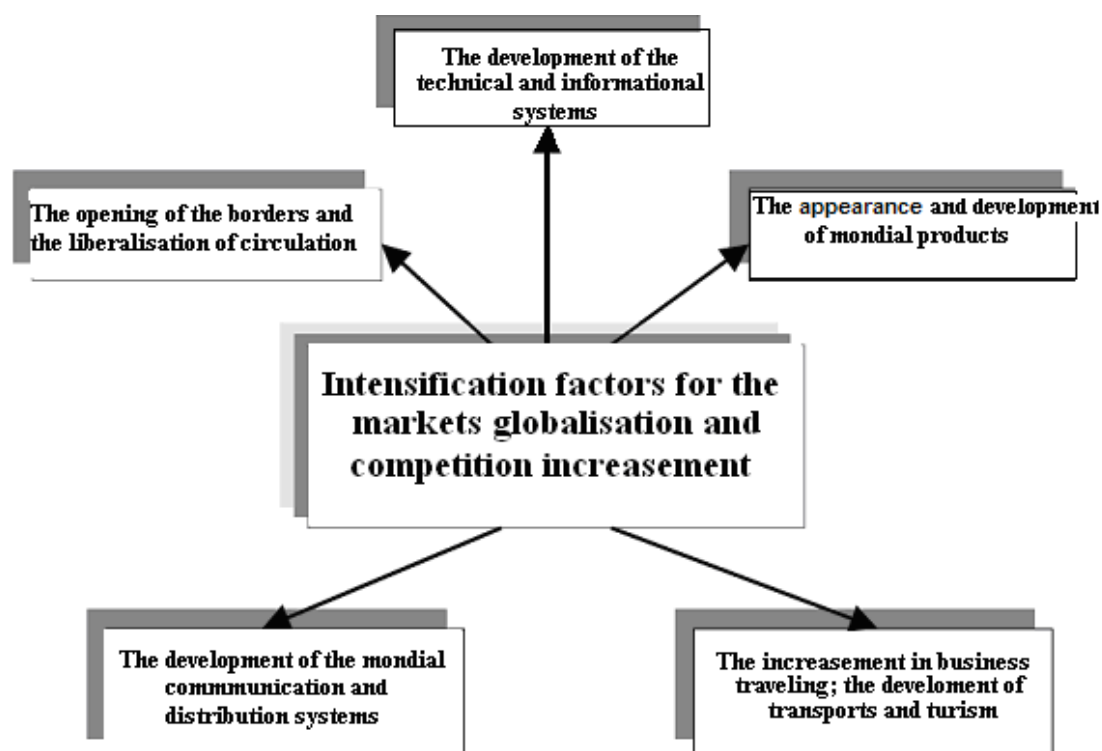 The development of the
technical and informational
systems
The opening of the borders and
the liberalisation of circulation
The appearance and development
of mondial products
Intensification factors for the
markets globalisation and
competition increasement
The development of the mondial
commmunication and
distribution systems
The increasement in business
traveling; the develoment of
transports and turism